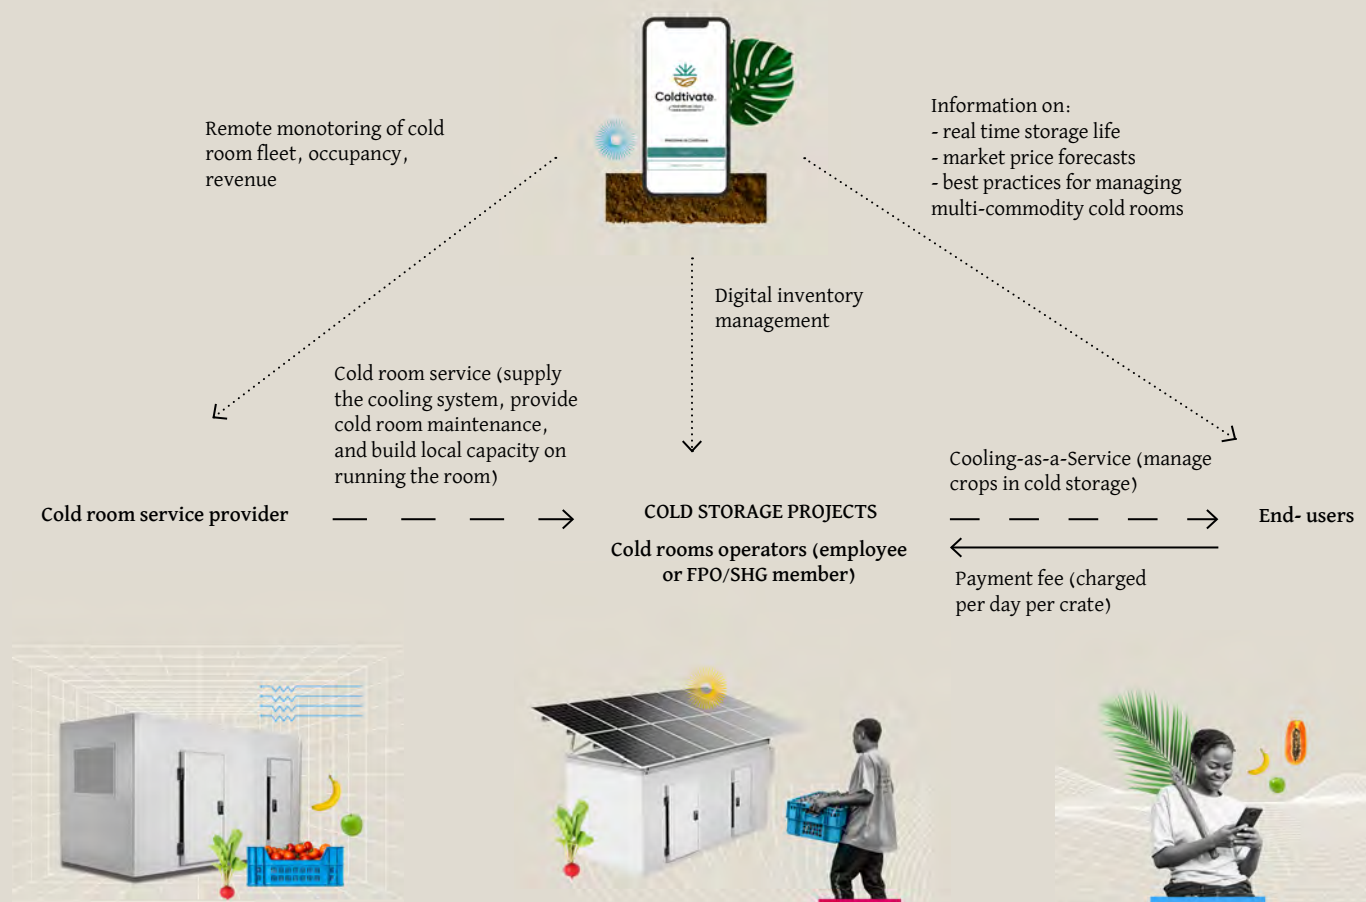 Coldtivate.
Remote monotoring of cold
room fleet, occupancy,
revenue
Information on:
- real time storage life
- market price forecasts
- best practices for managing
multi-commodity cold rooms
Digital inventory
management
Cold room service (supply
the cooling system, provide
cold room maintenance,
and build local capacity on
running the room)
Cooling-as-a-Service (manage
crops in cold storage)
Cold room service provider
COLD STORAGE PROJECTS
Cold rooms operators (employee
or FPO/SHG member)
End- users
Payment fee (charged
per day per crate)